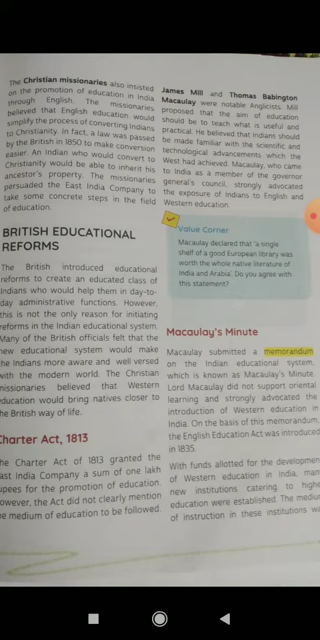 The Christian missionaries also insisted
on the promotion of education in India
through English. The missionaries
believed that English education would
simplify the process of converting Indians
to Christianity. In fact, a law was passed
by the British in 1850 to make conversion
easier. An Indian who would convert to
Christianity would be able to inherit his
ancestor's property. The missionaries
persuaded the East India Company to
take some concrete steps in the field
of education.
BRITISH EDUCATIONAL
REFORMS
The British introduced educational
reforms to create an educated class of
Indians who would help them in day-to-
day administrative functions. However,
this is not the only reason for initiating
reforms in the Indian educational system.
Many of the British officials felt that the
new educational system would make
the Indians more aware and well versed
with the modern world. The Christian
missionaries believed that Western
education would bring natives closer to
the British way of life.
Charter Act, 1813
he Charter Act of 1813 granted the
ast India Company a sum of one lakh
upees for the promotion of education.
owever, the Act did not clearly mention
e medium of education to be followed.
James Mill and Thomas Babington
Macaulay were notable Anglicists. Mill
proposed that the aim of education
should be to teach what is useful and
practical. He believed that Indians should
be made familiar with the scientific and
technological advancements which the
West had achieved. Macaulay, who came
to India as a member of the governor
general's council, strongly advocated
the exposure of Indians to English and
Western education.
Value Corner
Macaulay declared that 'a single
shelf of a good European library was
worth the whole native literature of
India and Arabia'. Do you agree with
this statement?
Macaulay's Minute
Macaulay submitted a memorandum
on the Indian educational system,
which is known as Macaulay's Minute.
Lord Macaulay did not support oriental
learning and strongly advocated the
introduction of Western education in
India. On the basis of this memorandum,
the English Education Act was introduced
in 1835.
With funds allotted for the developmen
of Western education in India, man
new institutions catering to highe
education were established. The mediu
of instruction in these institutions wa